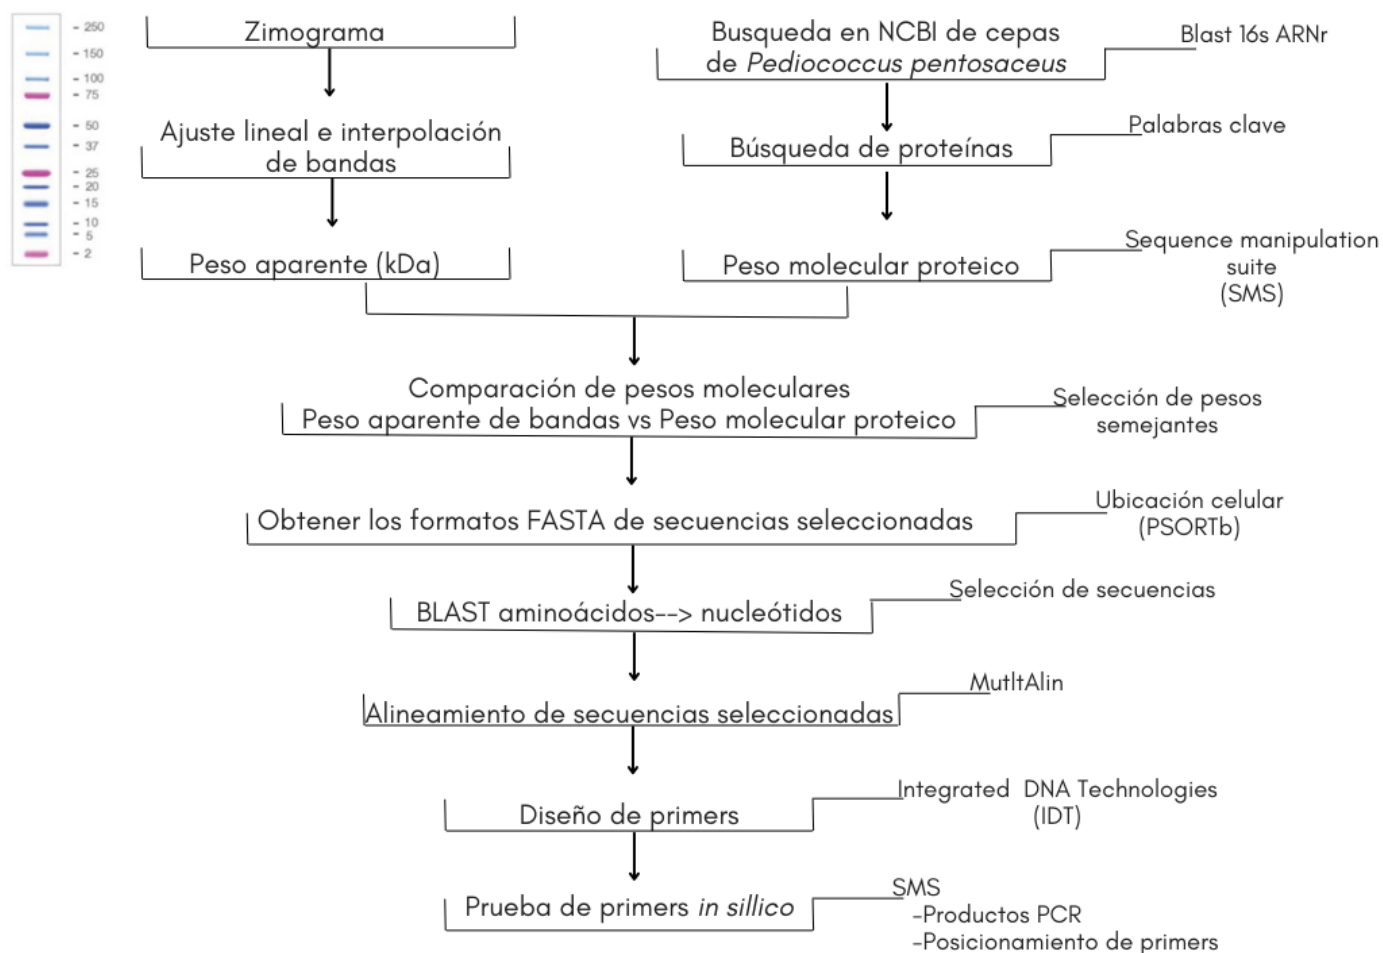 - 250
- 150
- 100
- 75
- 50
- 37
- 25
- 20
- 15
- 10
- 5
- 2
Zimograma
Ajuste lineal e interpolación
de bandas
Peso aparente (kDa)
Busqueda en NCBI de cepas
de Pediococcus pentosaceus
Blast 16s ARNr
Búsqueda de proteínas
Palabras clave
Peso molecular proteico
Sequence manipulation
suite
(SMS)
Comparación de pesos moleculares
Peso aparente de bandas vs Peso molecular proteico
Selección de pesos
semejantes
Obtener los formatos FASTA de secuencias seleccionadas
Ubicación celular
(PSORTb)
BLAST aminoácidos--> nucleótidos
Selección de secuencias
Alineamiento de secuencias seleccionadas
MutltAlin
Diseño de primers
Integrated DNA Technologies
(IDT)
Prueba de primers in sillico
SMS
-Productos PCR
-Posicionamiento de primers